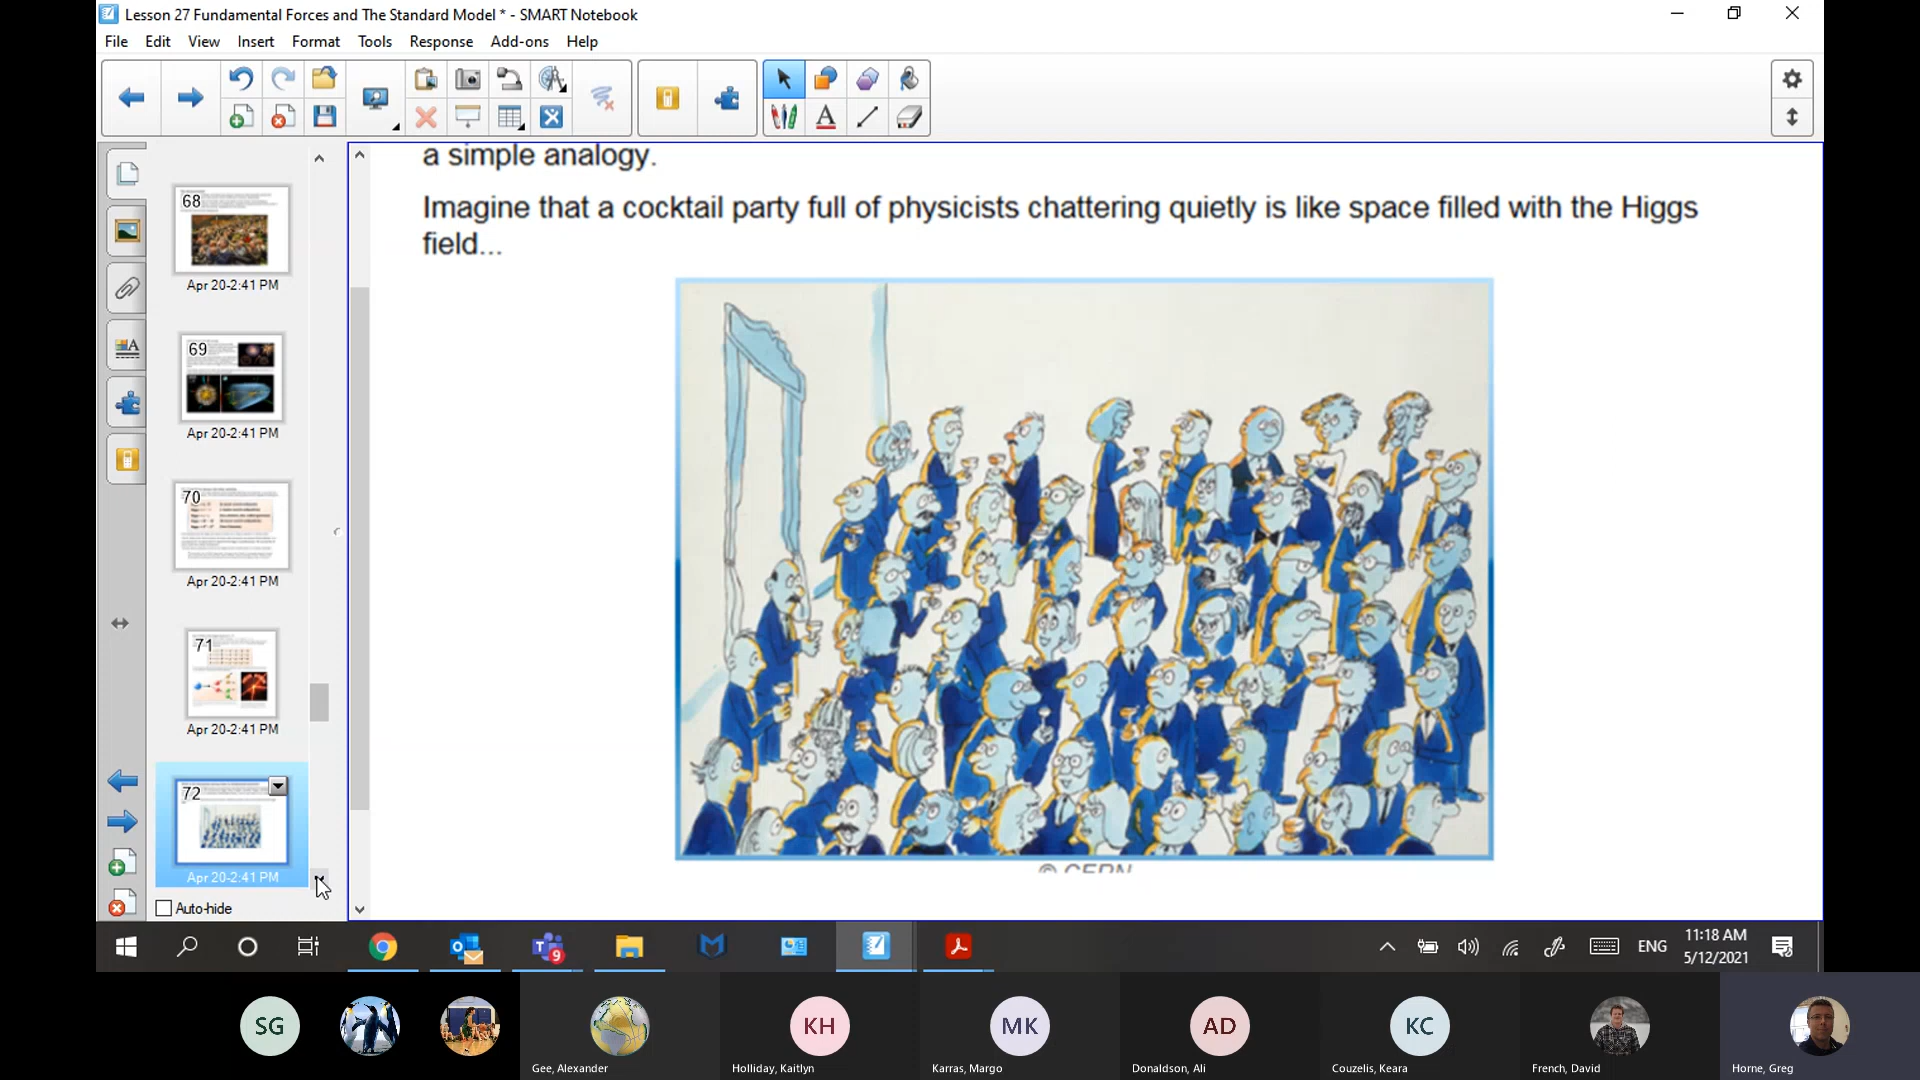 Lesson 27 Fundamental Forces and The Standard Model * - SMART Notebook
File Edit View Insert Format Tools Response Add-ons Help
a simple analogy.
Imagine that a cocktail party full of physicists chattering quietly is like space filled with the Higgs
field...
© CERN
68
Apr 20-2:41 PM
69
Apr 20-2:41 PM
70
Apr 20-2:41 PM
71
Apr 20-2:41 PM
72
Apr 20-2:41 PM
Auto-hide
9
ENG
11:18 AM
5/12/2021
SG
KH
MK
AD
KC
Gee, Alexander
Holliday, Kaitlyn
Karras, Margo
Donaldson, Ali
Couzelis, Keara
French, David
Horne, Greg